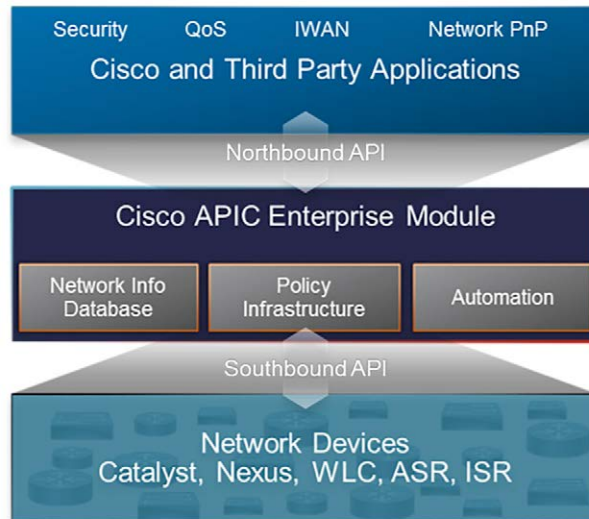 Security QoS IWAN Network PnP
Cisco and Third Party Applications
Northbound API
Cisco APIC Enterprise Module
Network Info
Database
Policy
Infrastructure
Automation
Southbound API
Network Devices
Catalyst, Nexus, WLC, ASR, ISR